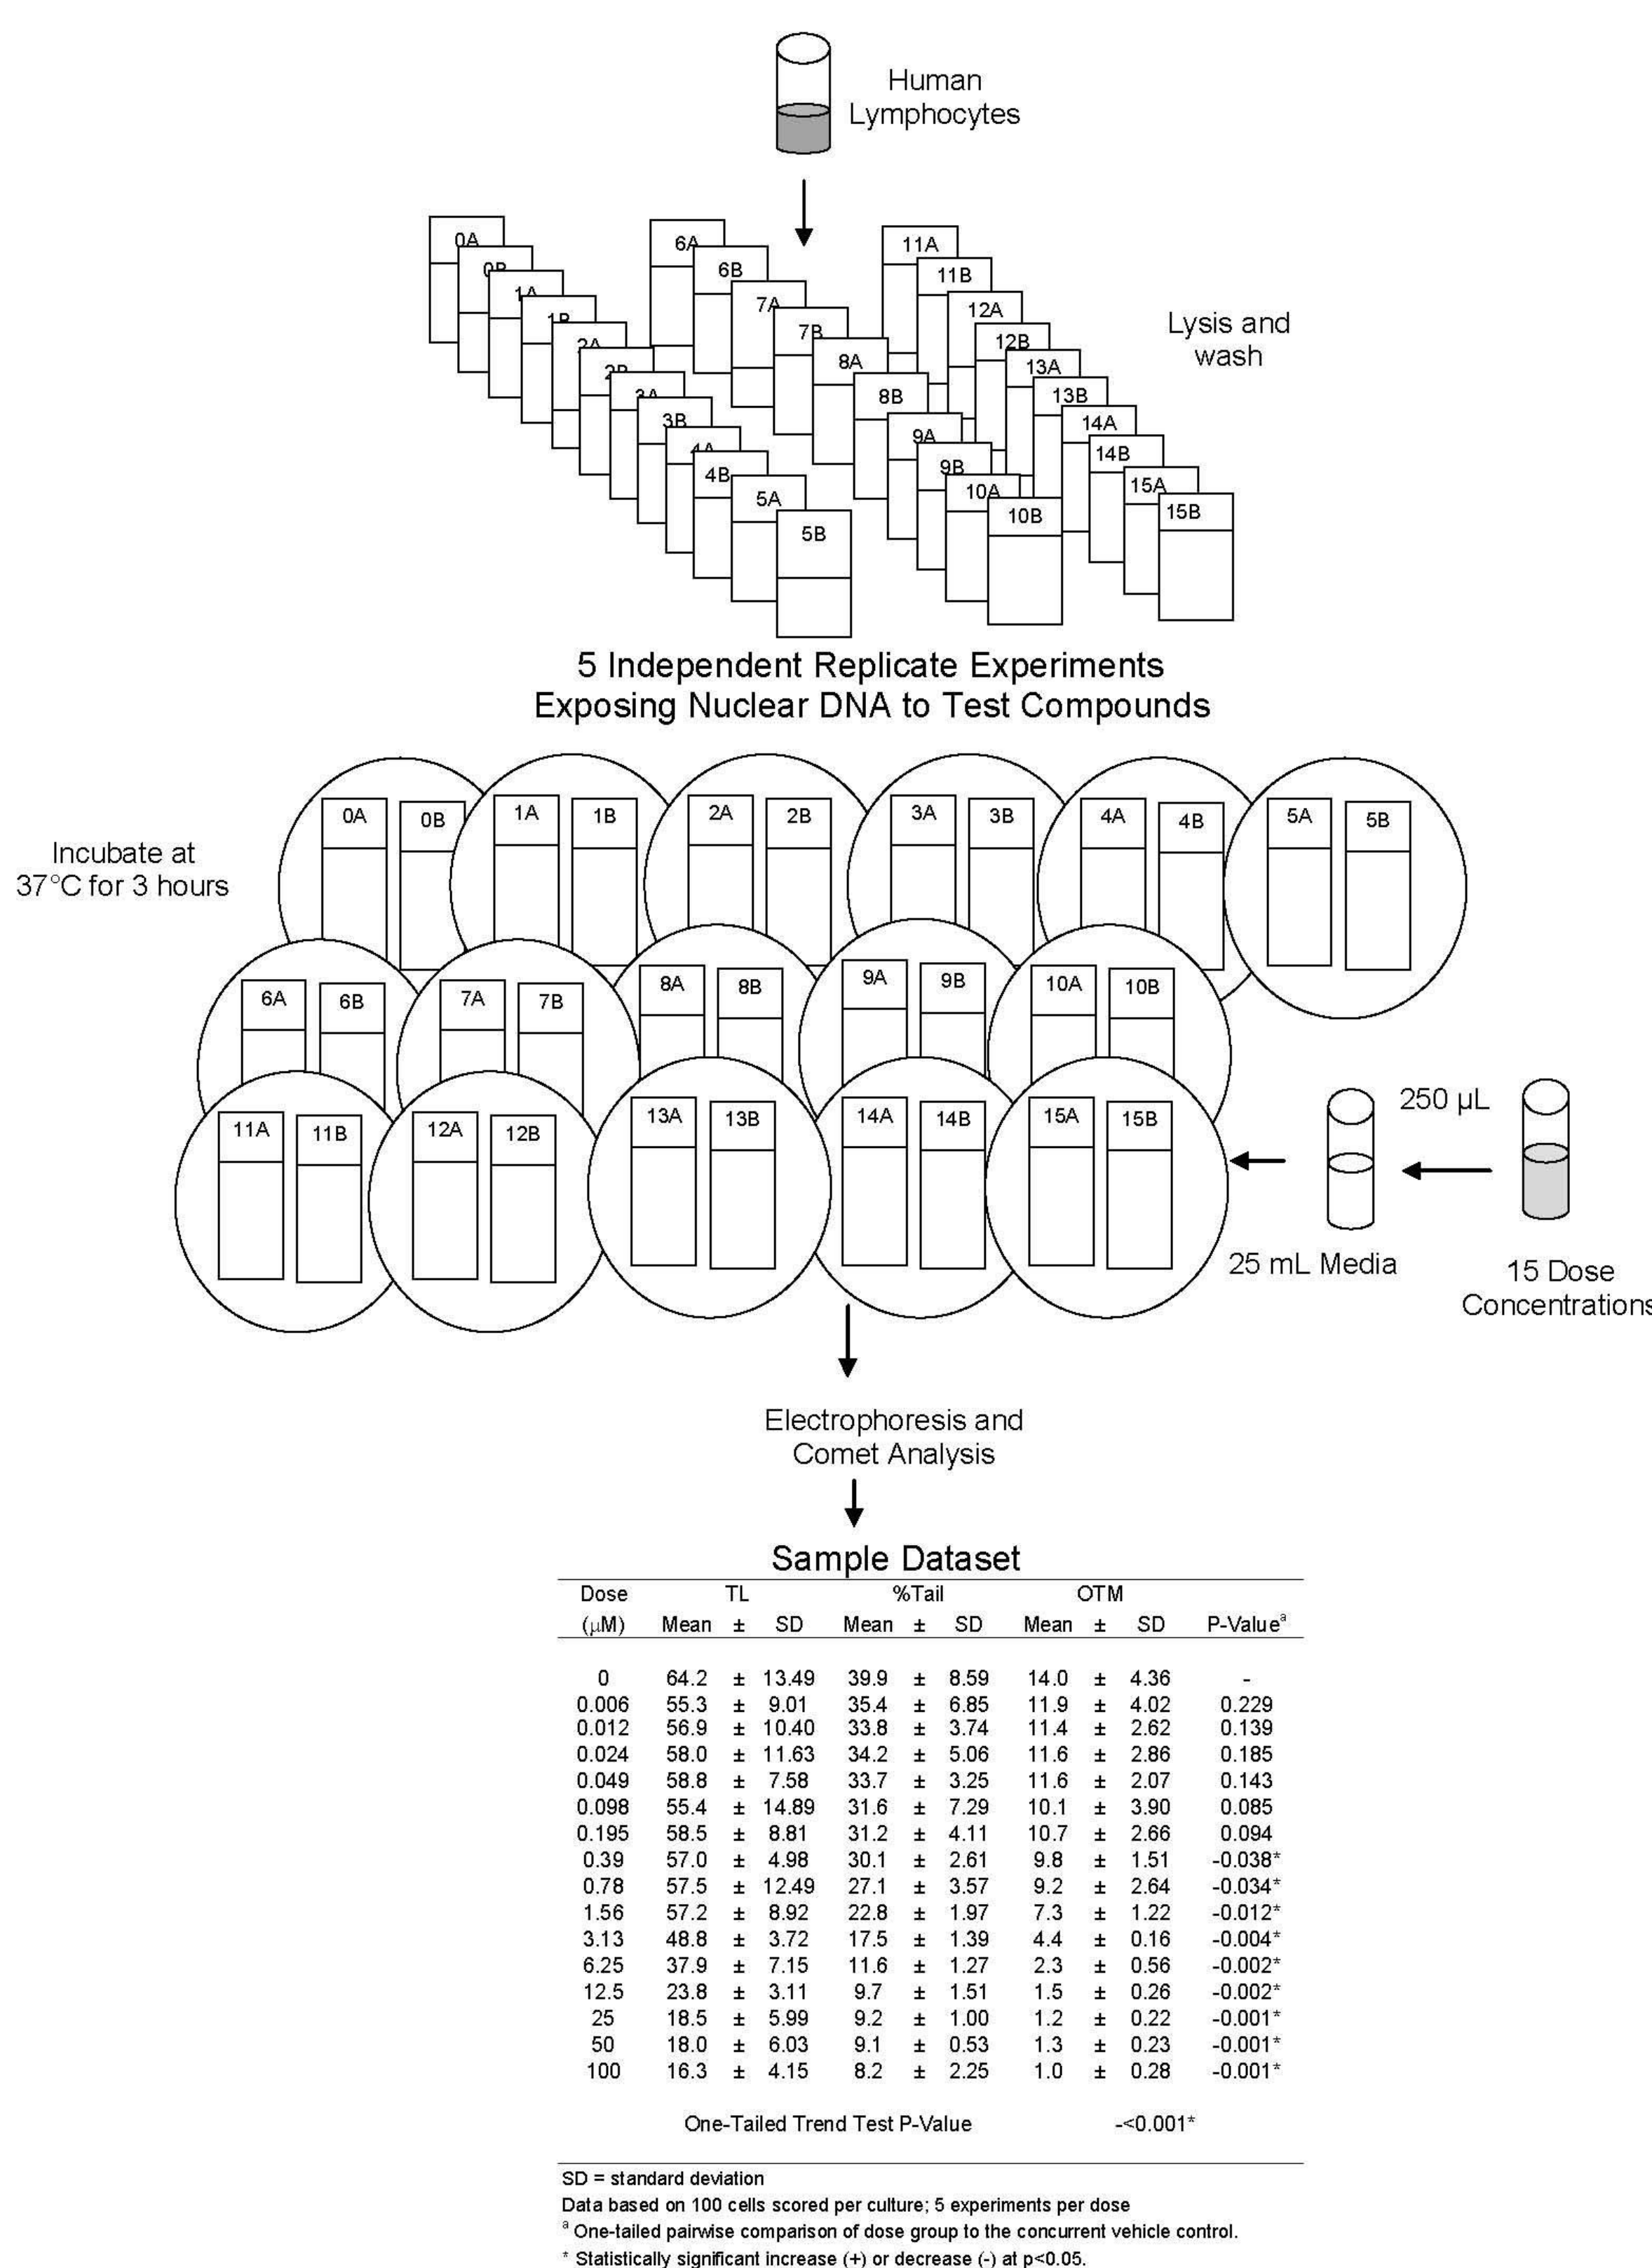 Human
Lymphocytes
0A
0B
1A
1B
2A
2B
3A
3B
4A
4B
5A
5B
6A
6B
7A
7B
8A
8B
9A
9B
10A
10B
11A
11B
12A
12B
13A
13B
14A
14B
15A
15B
Lysis and
wash
5 Independent Replicate Experiments
Exposing Nuclear DNA to Test Compounds
Incubate at
37°C for 3 hours
0A 0B 1A 1B 2A 2B 3A 3B 4A 4B 5A 5B
6A 6B 7A 7B 8A 8B 9A 9B 10A 10B
11A 11B 12A 12B 13A 13B 14A 14B 15A 15B
250 µL
25 mL Media
15 Dose
Concentrations
Electrophoresis and
Comet Analysis
Sample Dataset
Dose TL %Tail OTM
(µM) Mean ± SD Mean ± SD Mean ± SD P-Valueª
0 64.2 ± 13.49 39.9 ± 8.59 14.0 ± 4.36 -
0.006 55.3 ± 9.01 35.4 ± 6.85 11.9 ± 4.02 0.229
0.012 56.9 ± 10.40 33.8 ± 3.74 11.4 ± 2.62 0.139
0.024 58.0 ± 11.63 34.2 ± 5.06 11.6 ± 2.86 0.185
0.049 58.8 ± 7.58 33.7 ± 3.25 11.6 ± 2.07 0.143
0.098 55.4 ± 14.89 31.6 ± 7.29 10.1 ± 3.90 0.085
0.195 58.5 ± 8.81 31.2 ± 4.11 10.7 ± 2.66 0.094
0.39 57.0 ± 4.98 30.1 ± 2.61 9.8 ± 1.51 -0.038*
0.78 57.5 ± 12.49 27.1 ± 3.57 9.2 ± 2.64 -0.034*
1.56 57.2 ± 8.92 22.8 ± 1.97 7.3 ± 1.22 -0.012*
3.13 48.8 ± 3.72 17.5 ± 1.39 4.4 ± 0.16 -0.004*
6.25 37.9 ± 7.15 11.6 ± 1.27 2.3 ± 0.56 -0.002*
12.5 23.8 ± 3.11 9.7 ± 1.51 1.5 ± 0.26 -0.002*
25 18.5 ± 5.99 9.2 ± 1.00 1.2 ± 0.22 -0.001*
50 18.0 ± 6.03 9.1 ± 0.53 1.3 ± 0.23 -0.001*
100 16.3 ± 4.15 8.2 ± 2.25 1.0 ± 0.28 -0.001*
One-Tailed Trend Test P-Value -<0.001*
SD = standard deviation
Data based on 100 cells scored per culture; 5 experiments per dose
ª One-tailed pairwise comparison of dose group to the concurrent vehicle control.
* Statistically significant increase (+) or decrease (-) at p<0.05.